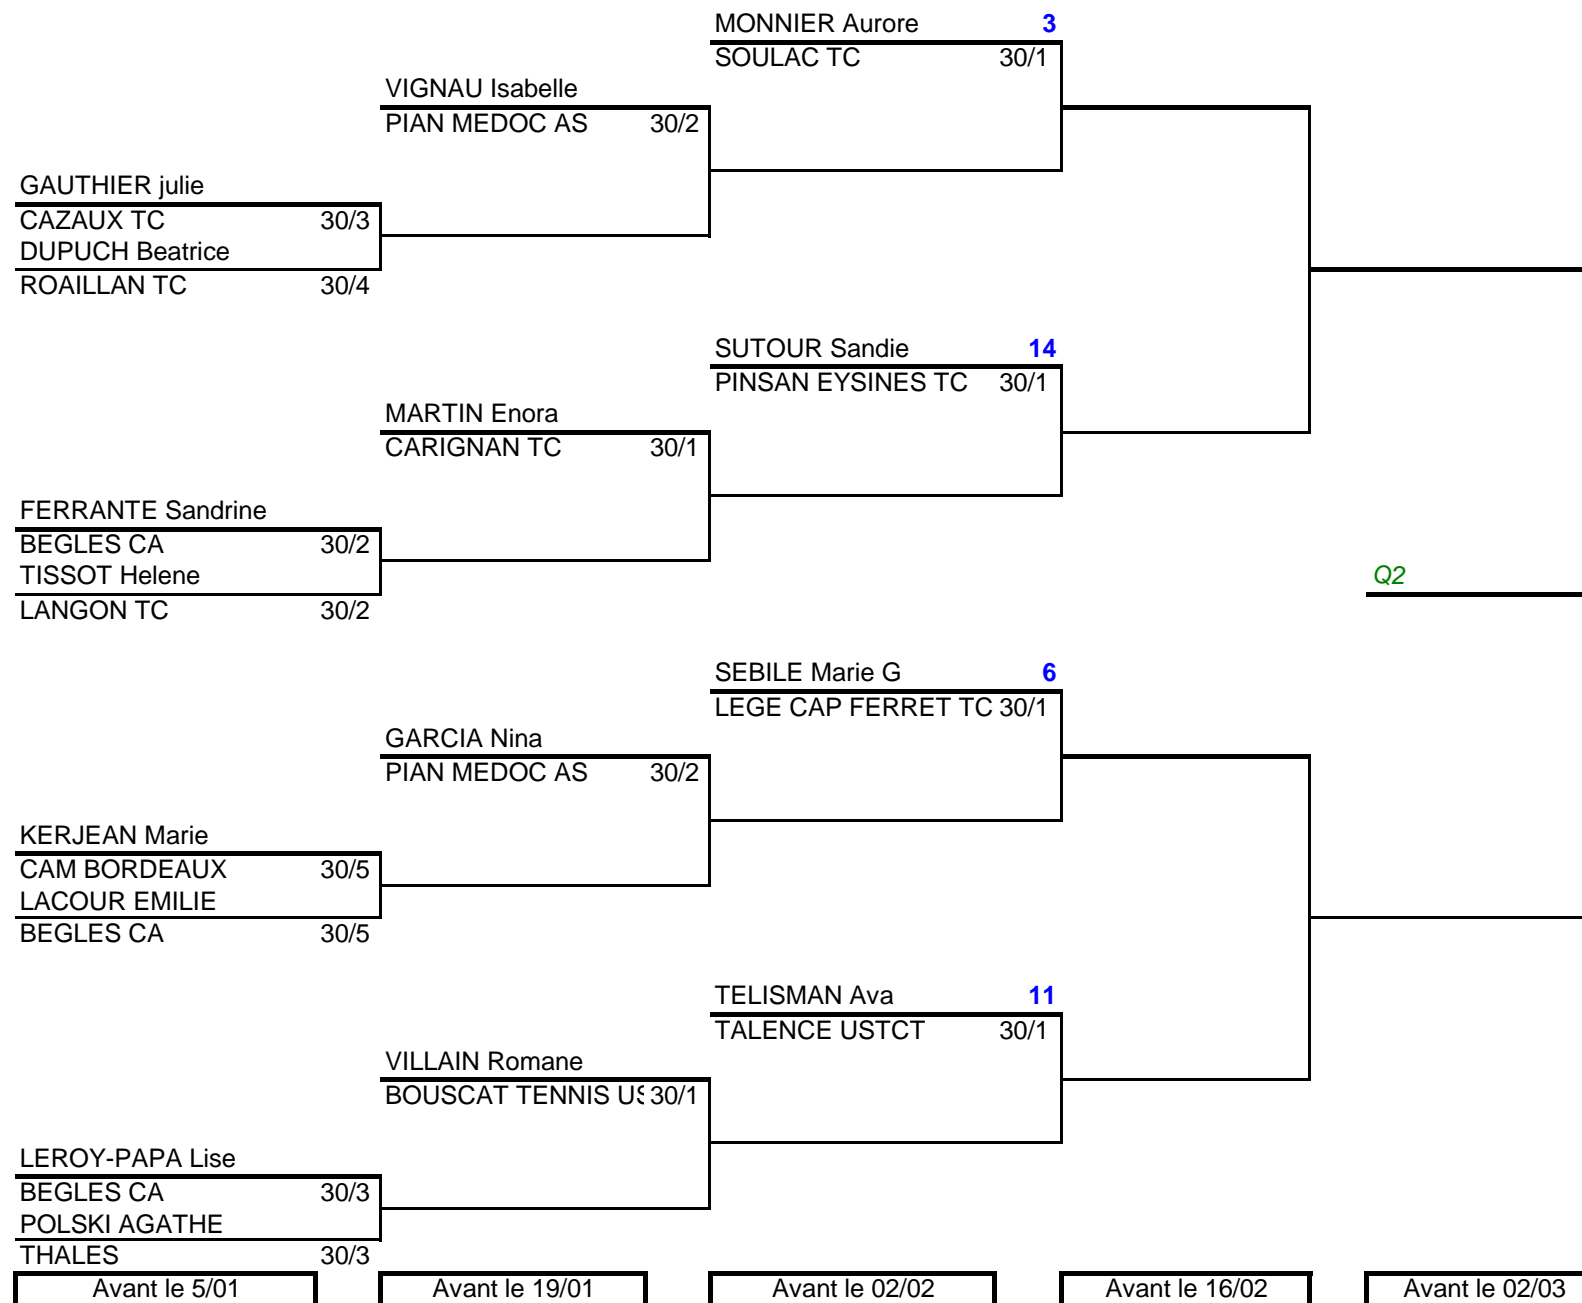 MONNIER Aurore 3
SOULAC TC 30/1
VIGNAU Isabelle
PIAN MEDOC AS 30/2
GAUTHIER julie
CAZAUX TC 30/3
DUPUCH Beatrice
ROAILLAN TC 30/4
SUTOUR Sandie 14
PINSAN EYSINES TC 30/1
MARTIN Enora
CARIGNAN TC 30/1
FERRANTE Sandrine
BEGLES CA 30/2
TISSOT Helene
LANGON TC 30/2
Q2
SEBILE Marie G 6
LEGE CAP FERRET TC 30/1
GARCIA Nina
PIAN MEDOC AS 30/2
KERJEAN Marie
CAM BORDEAUX 30/5
LACOUR EMILIE
BEGLES CA 30/5
TELISMAN Ava 11
TALENCE USTCT 30/1
VILLAIN Romane
BOUSCAT TENNIS US 30/1
LEROY-PAPA Lise
BEGLES CA 30/3
POLSKI AGATHE
THALES 30/3
Avant le 5/01 Avant le 19/01 Avant le 02/02 Avant le 16/02 Avant le 02/03